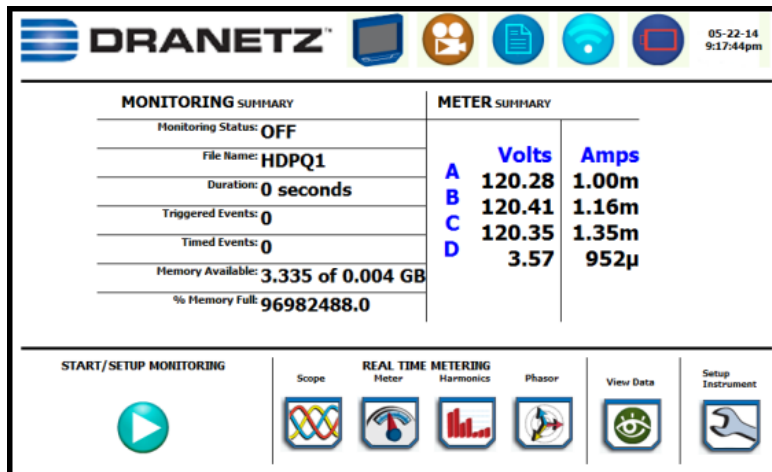 DRANETZ™
05-22-14
9:17:44pm
MONITORING SUMMARY
Monitoring Status: OFF
File Name: HDPQ1
Duration: 0 seconds
Triggered Events: 0
Timed Events: 0
Memory Available: 3.335 of 0.004 GB
% Memory Full: 96982488.0
METER SUMMARY
Volts Amps
A 120.28 1.00m
B 120.41 1.16m
C 120.35 1.35m
D 3.57 952µ
START/SETUP MONITORING
REAL TIME METERING
Scope Meter Harmonics Phasor
View Data
Setup
Instrument